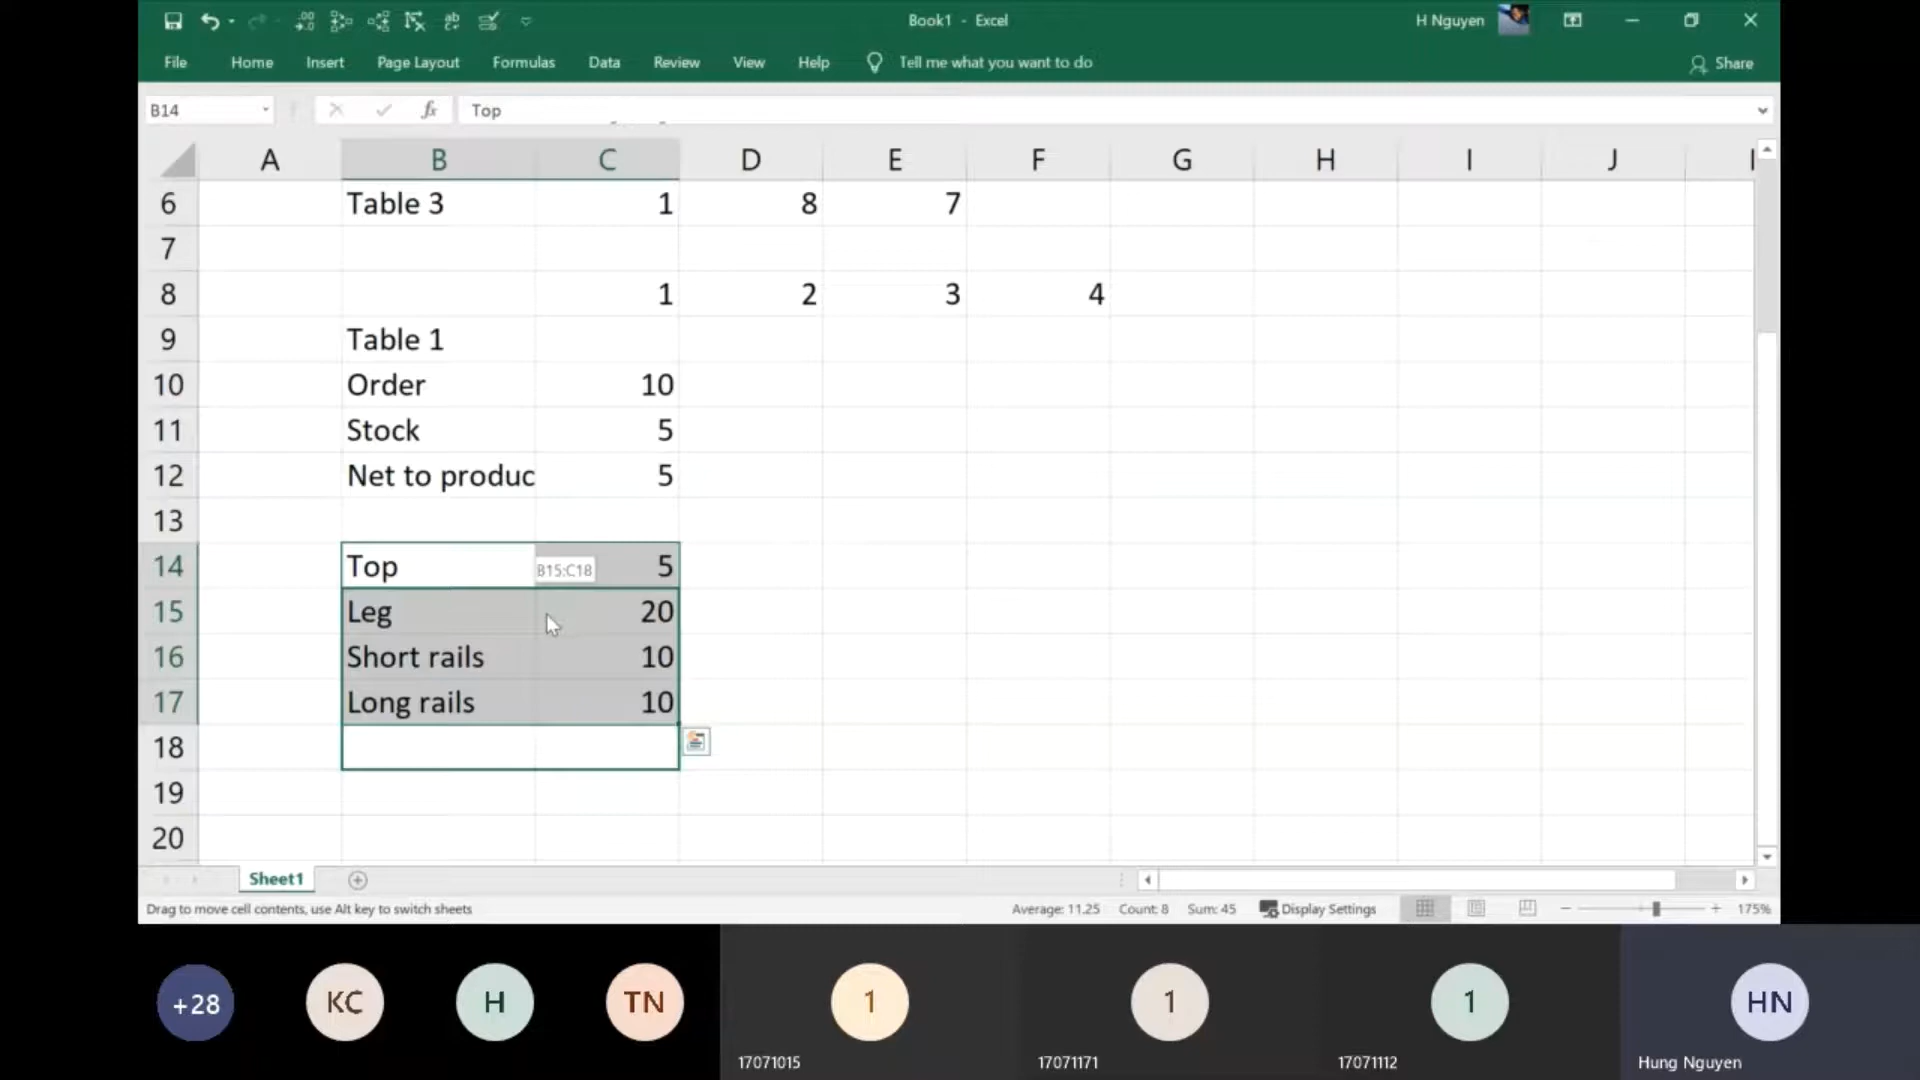 Book1 - Excel
H Nguyen
File Home Insert Page Layout Formulas Data Review View Help Tell me what you want to do Share
B14 fx Top
A B C D E F G H I J
6 Table 3 1 8 7
7
8 1 2 3 4
9 Table 1
10 Order 10
11 Stock 5
12 Net to produc 5
13
14 Top 5
B15:C18
15 Leg 20
16 Short rails 10
17 Long rails 10
18
19
20
Sheet1
Drag to move cell contents, use Alt key to switch sheets Average: 11.25 Count: 8 Sum: 45 Display Settings 175%
+28 KC H TN 1 1 1 HN
17071015 17071171 17071112 Hung Nguyen